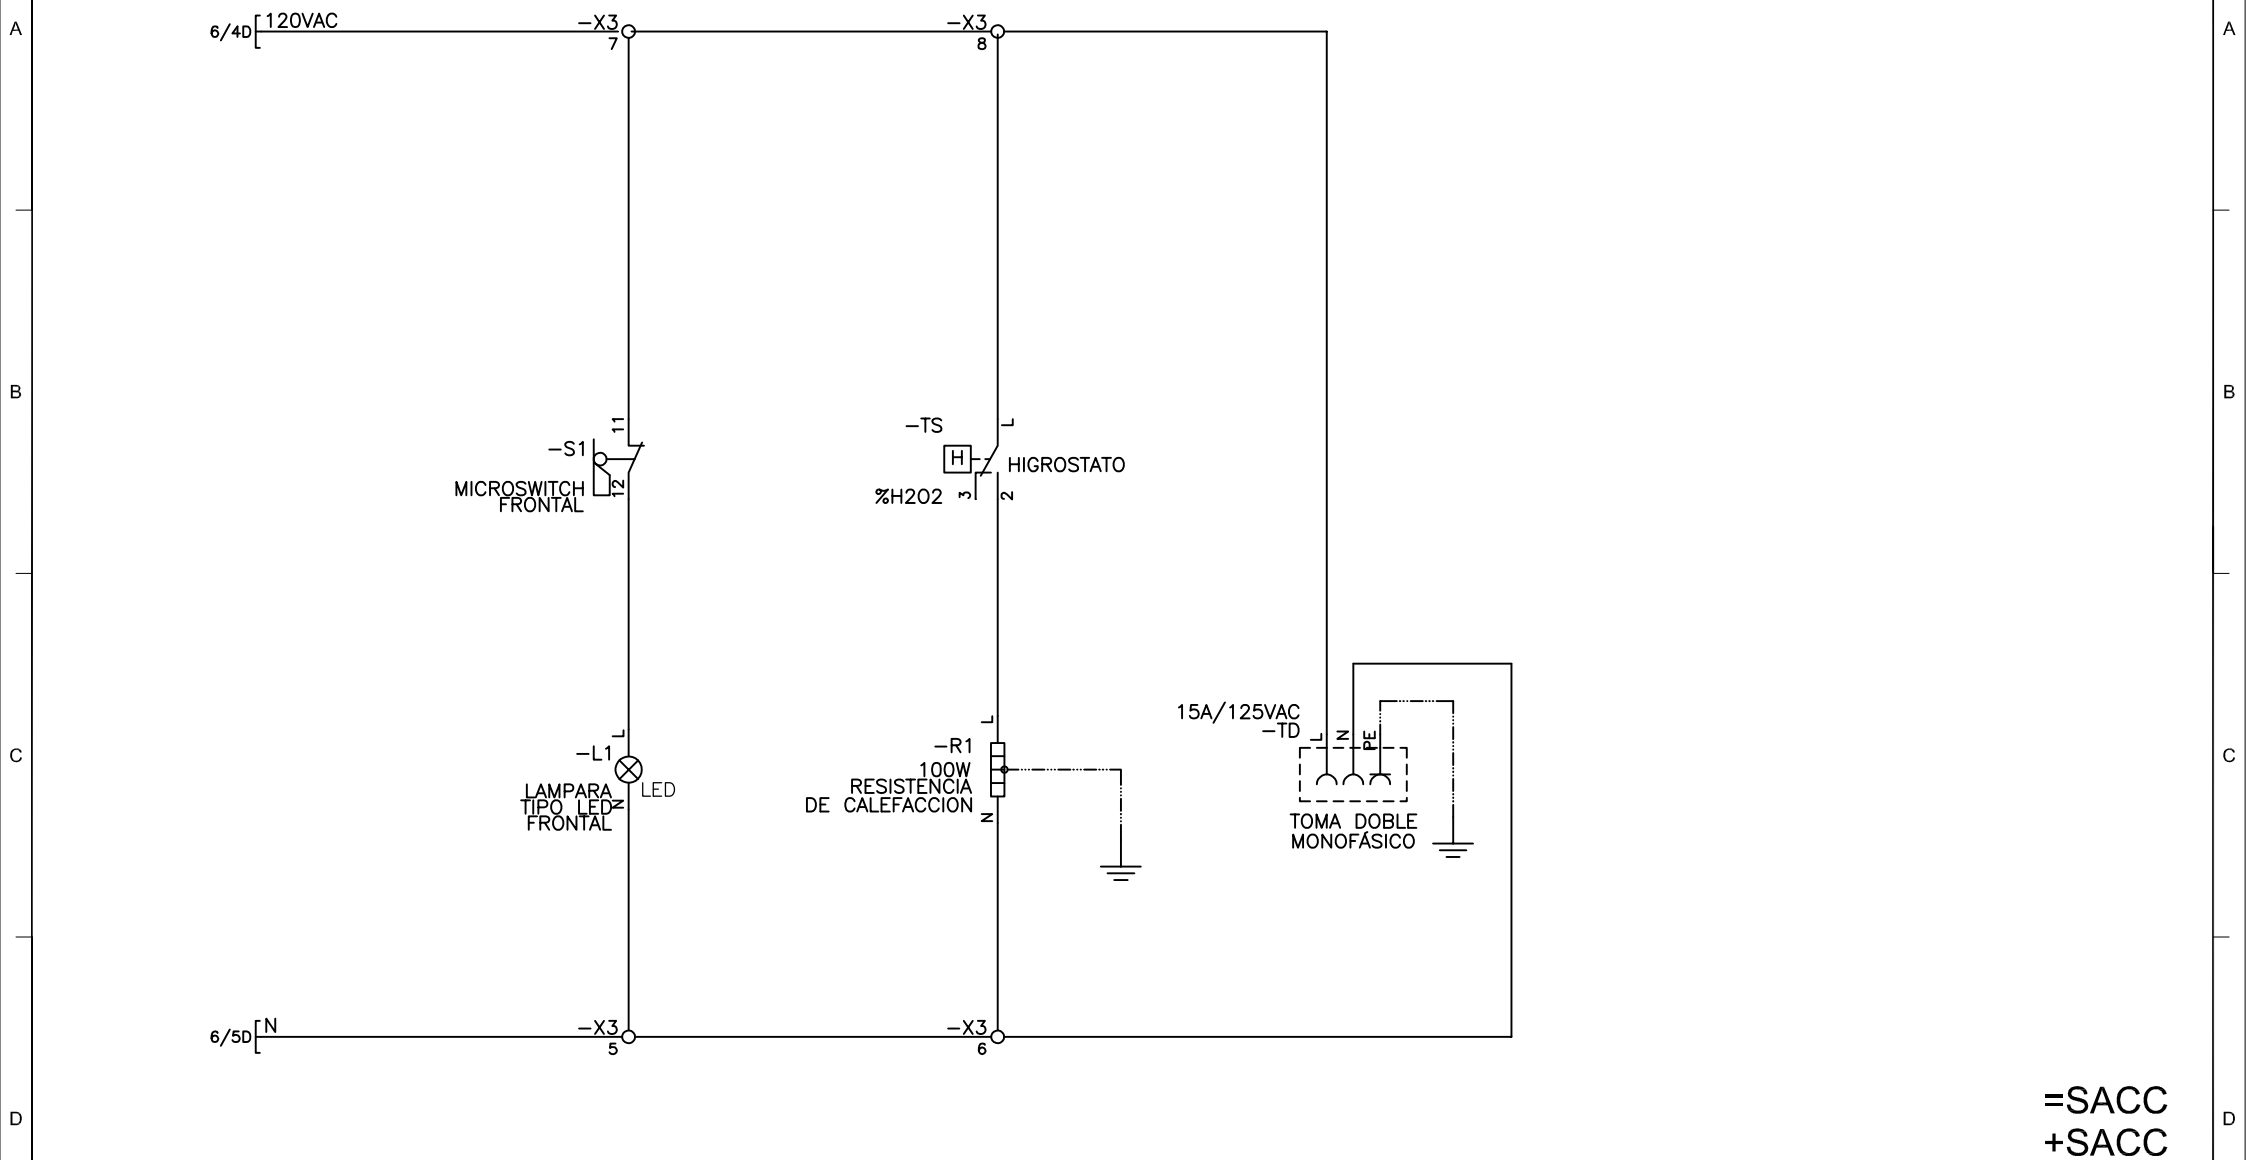 A
A
6/4D
120VAC
-X3
7
-X3
8
B
B
11
-S1
12
MICROSWITCH
FRONTAL
-TS
L
H
HIGROSTATO
%H2O2
3
2
C
C
L
-L1
LED
LAMPARA
TIPO LED
N
FRONTAL
L
-R1
100W
RESISTENCIA
DE CALEFACCION
N
15A/125VAC
-TD
L
N
PE
TOMA DOBLE
MONOFÁSICO
6/5D
N
-X3
5
-X3
6
D
D
=SACC
+SACC